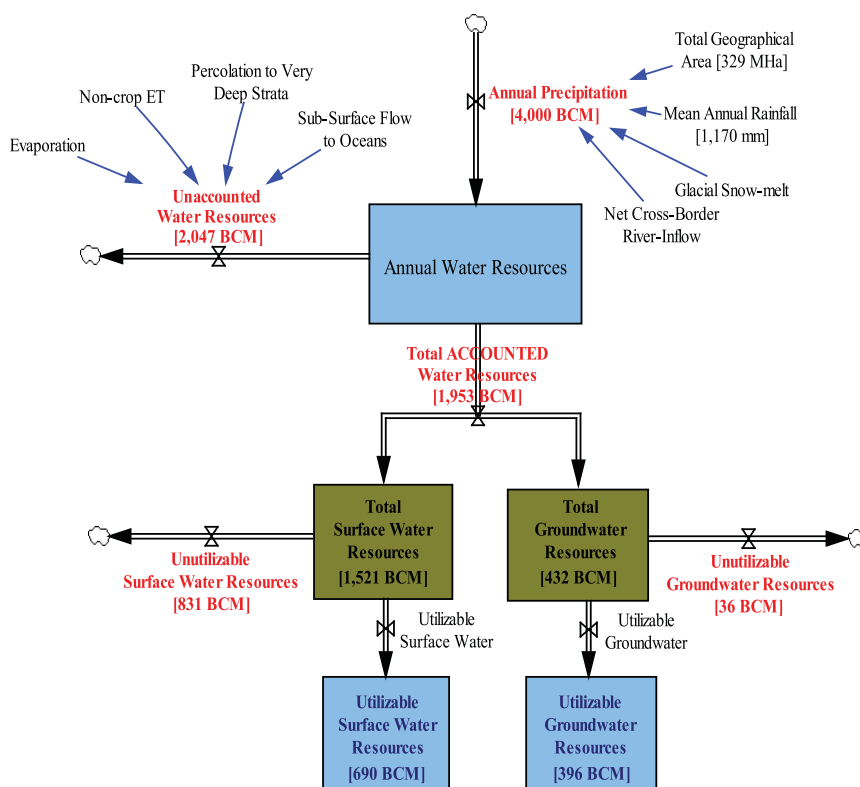 Total Geographical
Area [329 MHa]
Percolation to Very
Deep Strata
Non-crop ET
Annual Precipitation
[4,000 BCM]
Mean Annual Rainfall
[1,170 mm]
Sub-Surface Flow
to Oceans
Evaporation
Glacial Snow-melt
Unaccounted
Water Resources
[2,047 BCM]
Net Cross-Border
River-Inflow
Annual Water Resources
Total ACCOUNTED
Water Resources
[1,953 BCM]
Total
Surface Water
Resources
[1,521 BCM]
Total
Groundwater
Resources
[432 BCM]
Unutilizable
Surface Water Resources
[831 BCM]
Unutilizable
Groundwater Resources
[36 BCM]
Utilizable
Surface Water
Utilizable
Groundwater
Utilizable
Surface Water
Resources
[690 BCM]
Utilizable
Groundwater
Resources
[396 BCM]